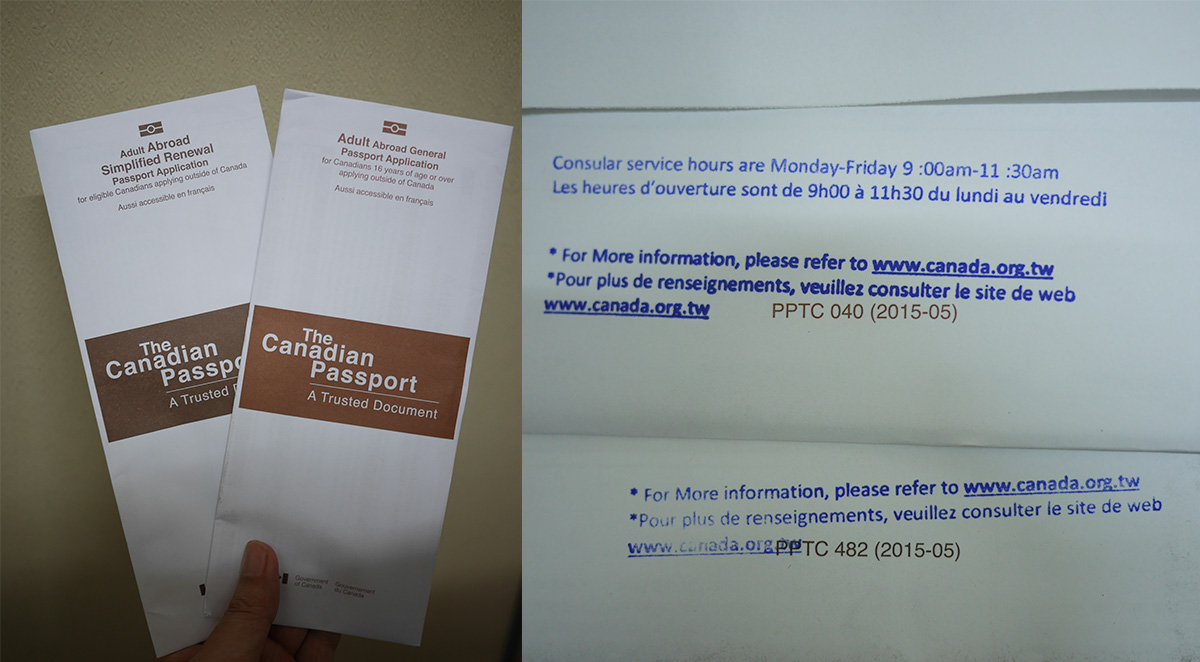 Adult Abroad
Simplified Renewal
Passport Application
for eligible Canadians applying outside of Canada
Aussi accessible en français
The
Canadian
A Trusted
Adult Abroad General
Passport Application
for Canadians 16 years of age or over
applying outside of Canada
Aussi accessible en français
The
Canadian
Passport
A Trusted Document
Government
of Canada
Gouvernement
du Canada
Consular service hours are Monday-Friday 9 :00am-11 :30am
Les heures d’ouverture sont de 9h00 à 11h30 du lundi au vendredi
* For More information, please refer to www.canada.org.tw
*Pour plus de renseignements, veuillez consulter le site de web
www.canada.org.tw PPTC 040 (2015-05)
* For More information, please refer to www.canada.org.tw
*Pour plus de renseignements, veuillez consulter le site de web
www.canada.org.tw PPTC 482 (2015-05)